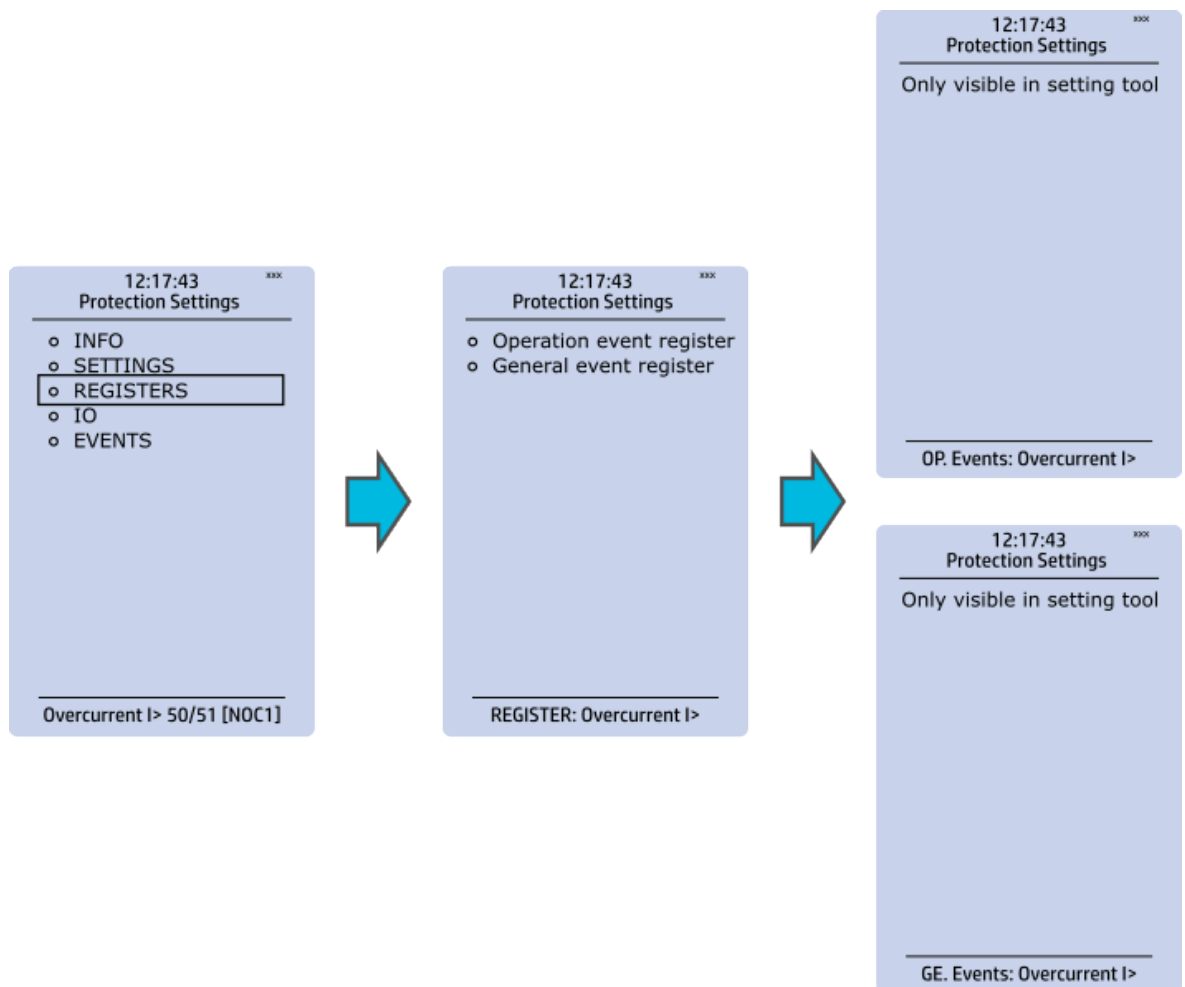 12:17:43 xxx
Protection Settings
INFO
SETTINGS
REGISTERS
IO
EVENTS
Overcurrent I> 50/51 [NOC1]
12:17:43 xxx
Protection Settings
Operation event register
General event register
REGISTER: Overcurrent I>
12:17:43 xxx
Protection Settings
Only visible in setting tool
OP. Events: Overcurrent I>
12:17:43 xxx
Protection Settings
Only visible in setting tool
GE. Events: Overcurrent I>